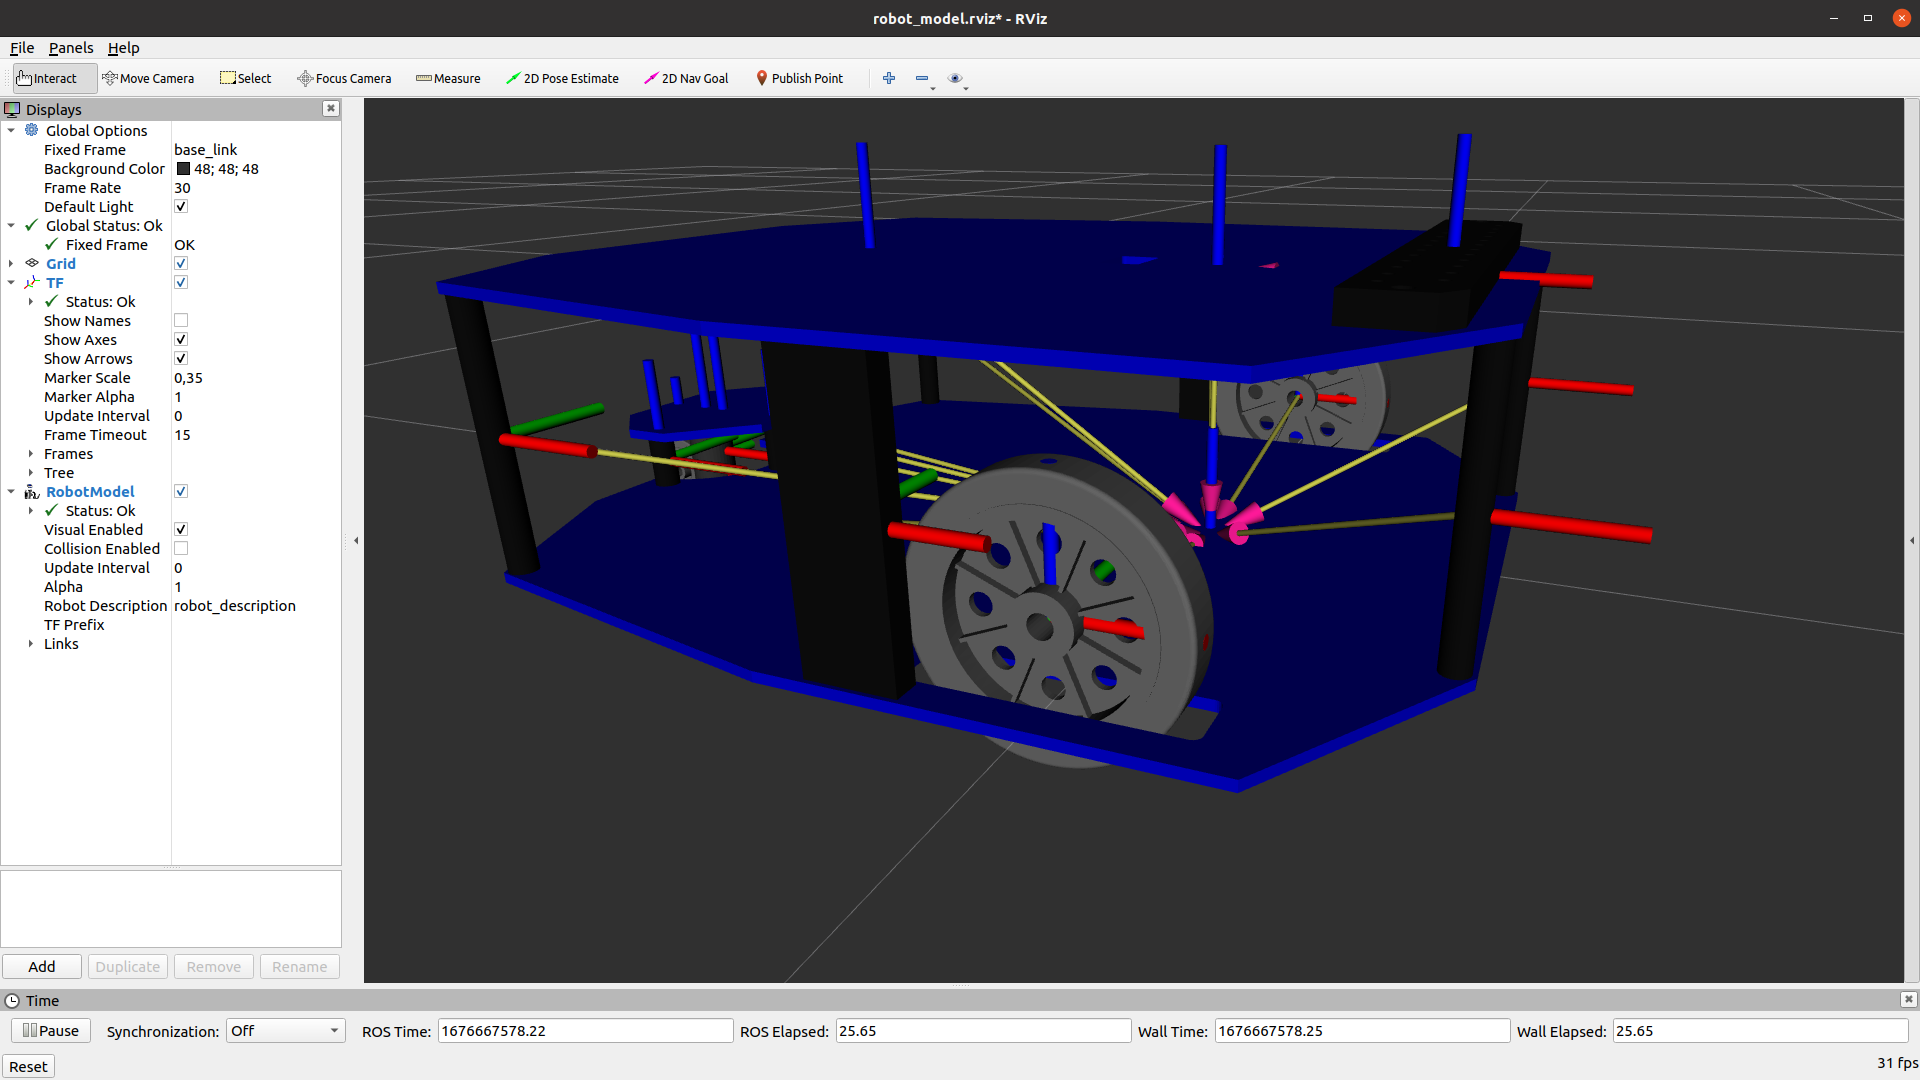 robot_model.rviz* - RViz
File Panels Help
Interact Move Camera Select Focus Camera Measure 2D Pose Estimate 2D Nav Goal Publish Point
Displays
Global Options
Fixed Frame base_link
Background Color 48; 48; 48
Frame Rate 30
Default Light
Global Status: Ok
Fixed Frame OK
Grid
TF
Status: Ok
Show Names
Show Axes
Show Arrows
Marker Scale 0,35
Marker Alpha 1
Update Interval 0
Frame Timeout 15
Frames
Tree
RobotModel
Status: Ok
Visual Enabled
Collision Enabled
Update Interval 0
Alpha 1
Robot Description robot_description
TF Prefix
Links
Add Duplicate Remove Rename
Time
Pause Synchronization: Off ROS Time: 1676667578.22 ROS Elapsed: 25.65 Wall Time: 1676667578.25 Wall Elapsed: 25.65
Reset 31 fps